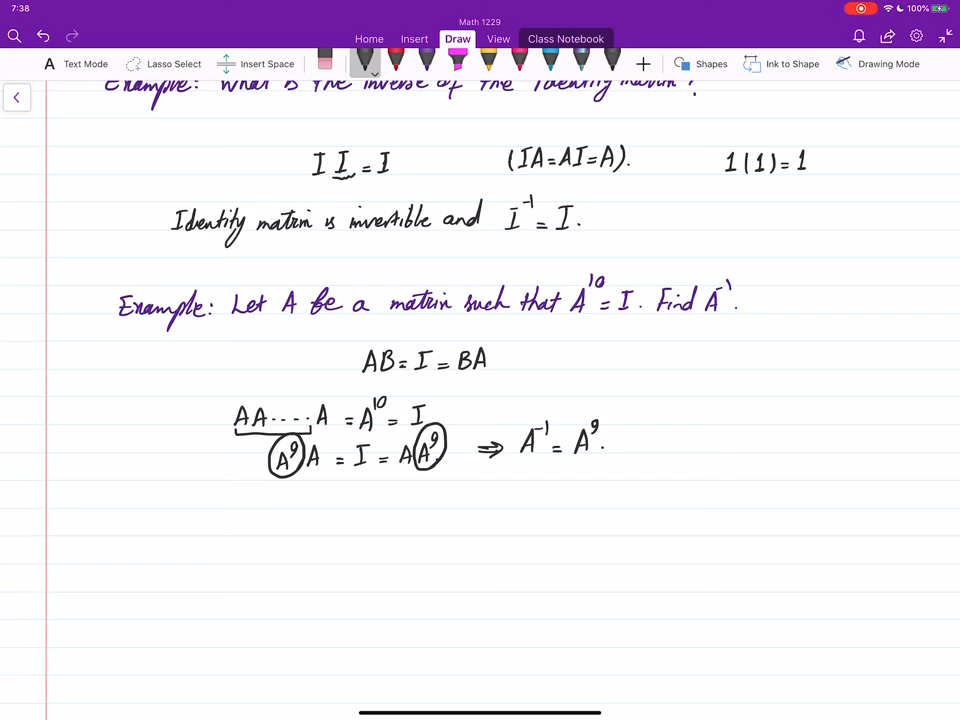 7:38
100%
Math 1229
Home Insert Draw View Class Notebook
A Text Mode Lasso Select Insert Space Shapes Ink to Shape Drawing Mode
Example: What is the inverse of the Identity matrix?
I I = I (IA=AI=A). 1(1)=1
Identity matrix is invertible and I⁻¹ = I.
Example: Let A be a matrix such that A¹⁰ = I. Find A⁻¹.
AB = I = BA
AA····A = A¹⁰ = I
A⁹A = I = AA⁹. ⇒ A⁻¹ = A⁹.